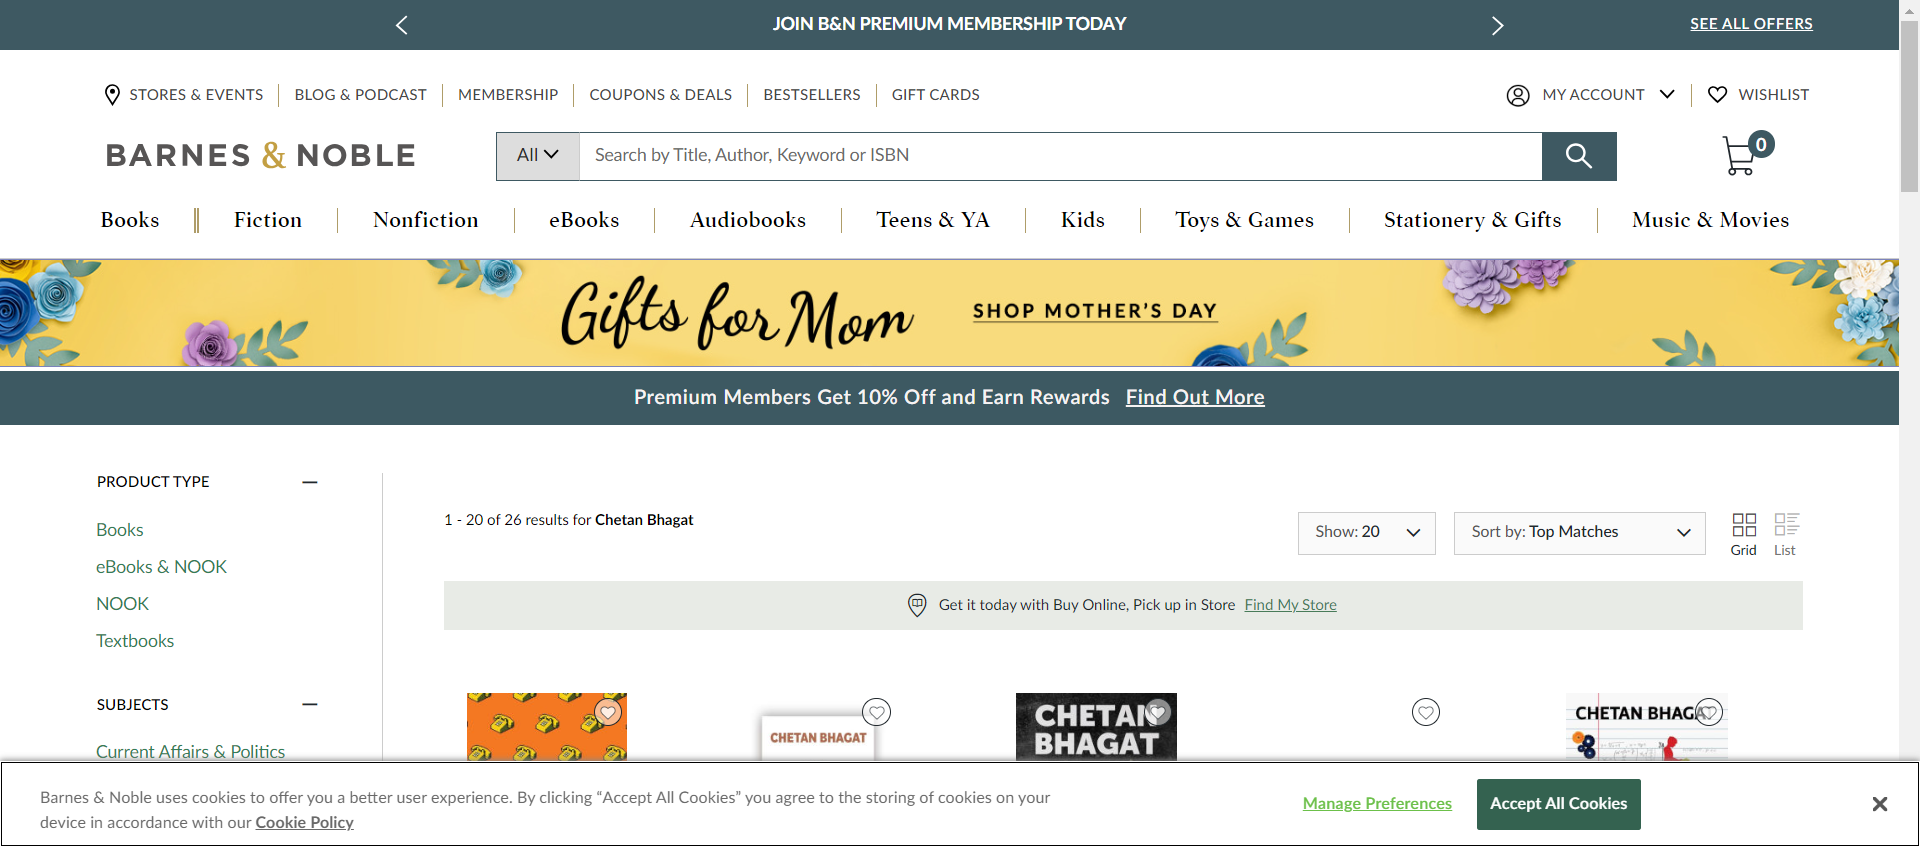 JOIN B&N PREMIUM MEMBERSHIP TODAY
SEE ALL OFFERS
STORES & EVENTS
BLOG & PODCAST
MEMBERSHIP
COUPONS & DEALS
BESTSELLERS
GIFT CARDS
MY ACCOUNT
WISHLIST
BARNES & NOBLE
All
Search by Title, Author, Keyword or ISBN
0
Books
Fiction
Nonfiction
eBooks
Audiobooks
Teens & YA
Kids
Toys & Games
Stationery & Gifts
Music & Movies
Gifts for Mom
SHOP MOTHER'S DAY
Premium Members Get 10% Off and Earn Rewards Find Out More
PRODUCT TYPE
Books
eBooks & NOOK
NOOK
Textbooks
SUBJECTS
Current Affairs & Politics
1 - 20 of 26 results for Chetan Bhagat
Show: 20
Sort by: Top Matches
Grid
List
Get it today with Buy Online, Pick up in Store Find My Store
CHETAN BHAGAT
CHETAN
BHAGAT
CHETAN BHAGAT
Barnes & Noble uses cookies to offer you a better user experience. By clicking “Accept All Cookies” you agree to the storing of cookies on your
device in accordance with our Cookie Policy
Manage Preferences
Accept All Cookies